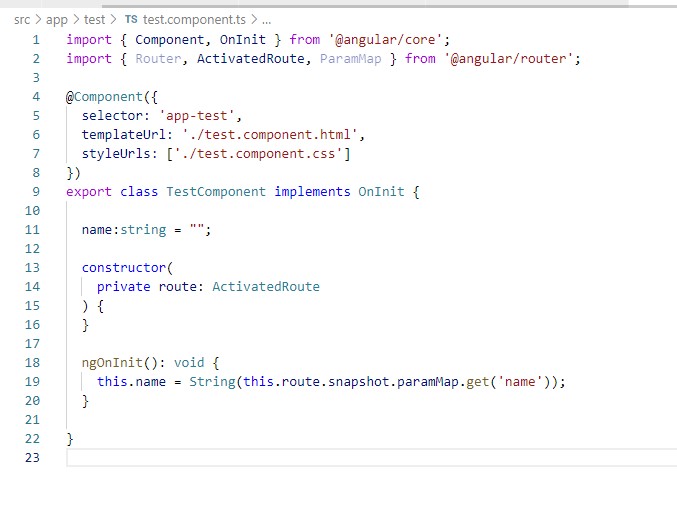 src > app > test > TS test.component.ts > ...
1 import { Component, OnInit } from '@angular/core';
2 import { Router, ActivatedRoute, ParamMap } from '@angular/router';
3
4 @Component({
5   selector: 'app-test',
6   templateUrl: './test.component.html',
7   styleUrls: ['./test.component.css']
8 })
9 export class TestComponent implements OnInit {
10
11   name:string = "";
12
13   constructor(
14     private route: ActivatedRoute
15   ) {
16   }
17
18   ngOnInit(): void {
19     this.name = String(this.route.snapshot.paramMap.get('name'));
20   }
21
22 }
23